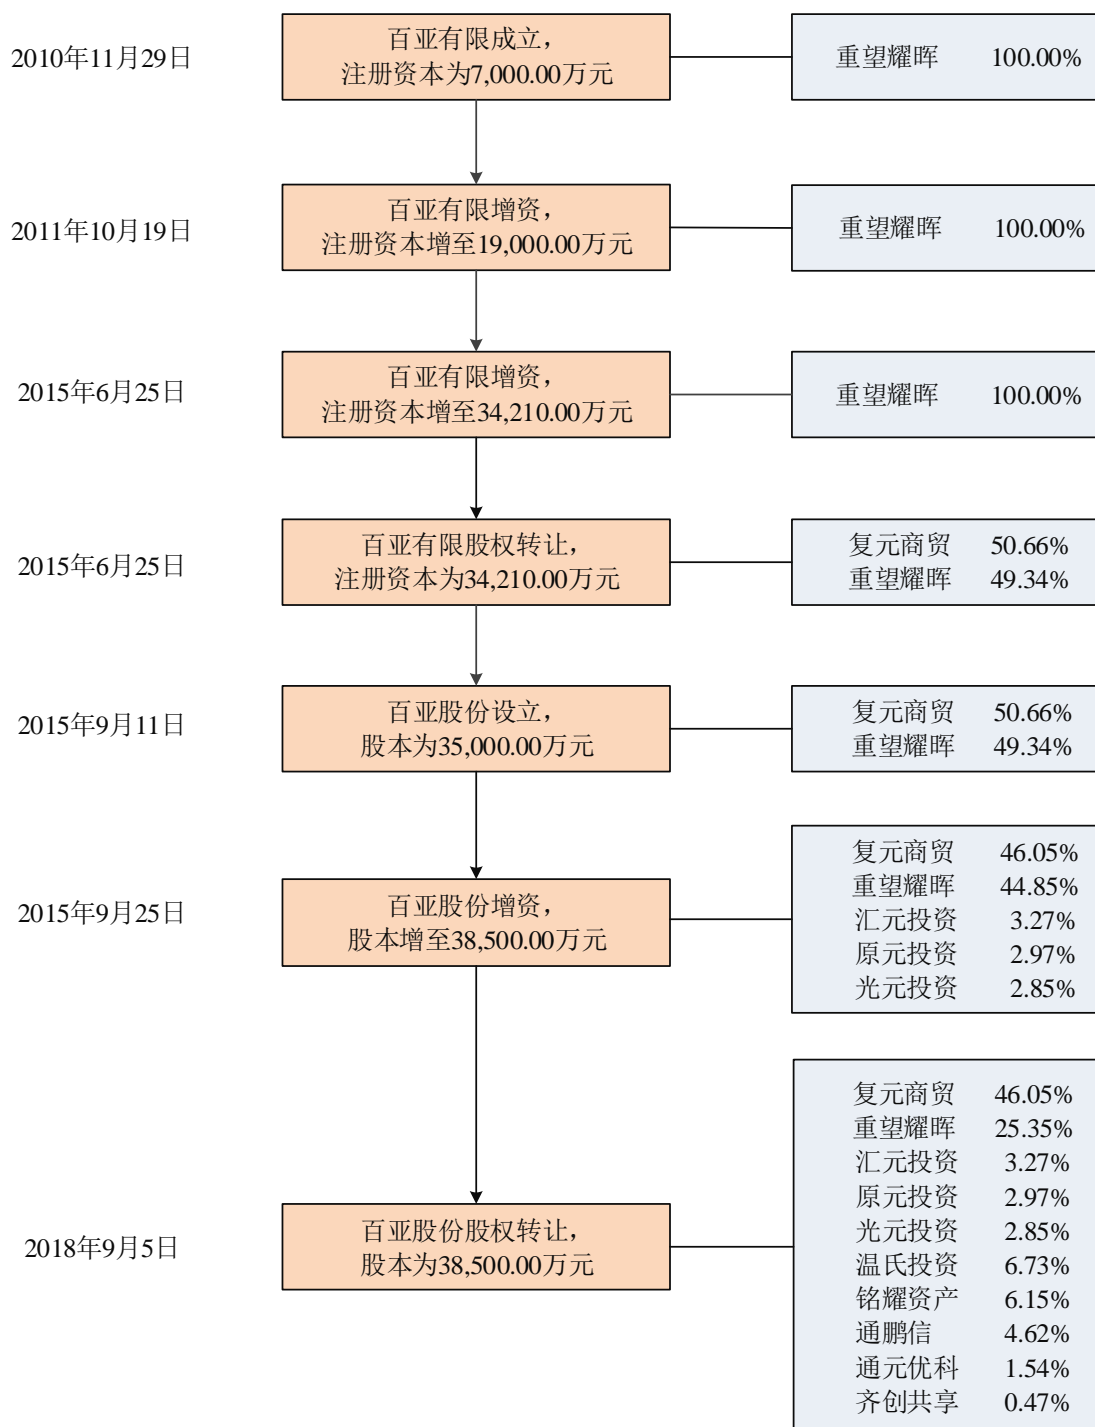 2010年11月29日
百亚有限成立，
注册资本为7,000.00万元
重望耀晖 100.00%
2011年10月19日
百亚有限增资，
注册资本增至19,000.00万元
重望耀晖 100.00%
2015年6月25日
百亚有限增资，
注册资本增至34,210.00万元
重望耀晖 100.00%
2015年6月25日
百亚有限股权转让，
注册资本为34,210.00万元
复元商贸 50.66%
重望耀晖 49.34%
2015年9月11日
百亚股份设立，
股本为35,000.00万元
复元商贸 50.66%
重望耀晖 49.34%
2015年9月25日
百亚股份增资，
股本增至38,500.00万元
复元商贸 46.05%
重望耀晖 44.85%
汇元投资 3.27%
原元投资 2.97%
光元投资 2.85%
2018年9月5日
百亚股份股权转让，
股本为38,500.00万元
复元商贸 46.05%
重望耀晖 25.35%
汇元投资 3.27%
原元投资 2.97%
光元投资 2.85%
温氏投资 6.73%
铭耀资产 6.15%
通鹏信 4.62%
通元优科 1.54%
齐创共享 0.47%